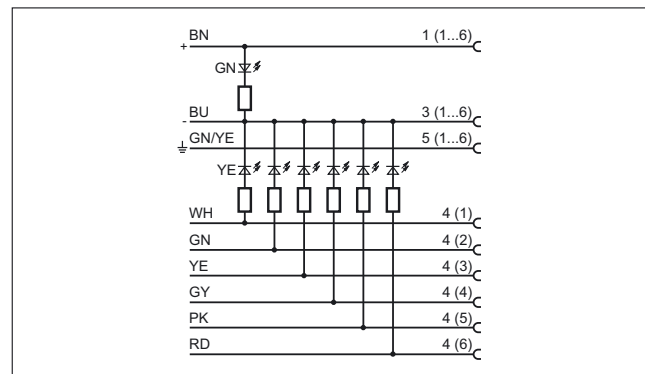 BN 1 (1...6)
+
GN
BU 3 (1...6)
-
GN/YE 5 (1...6)
YE
WH 4 (1)
GN 4 (2)
YE 4 (3)
GY 4 (4)
PK 4 (5)
RD 4 (6)